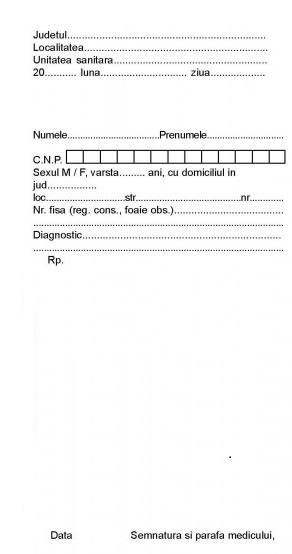 Judetul.................................................................
Localitatea............................................................
Unitatea sanitara..................................................
20........... luna............................. ziua...................
Numele.................................Prenumele............................
C.N.P.
Sexul M / F, varsta......... ani, cu domiciliul in
jud.................
loc............................str.......................................nr.............
Nr. fisa (reg. cons., foaie obs.)......................................
..........................................................................................
Diagnostic....................................................................
..........................................................................................
Rp.
Data Semnatura si parafa medicului,